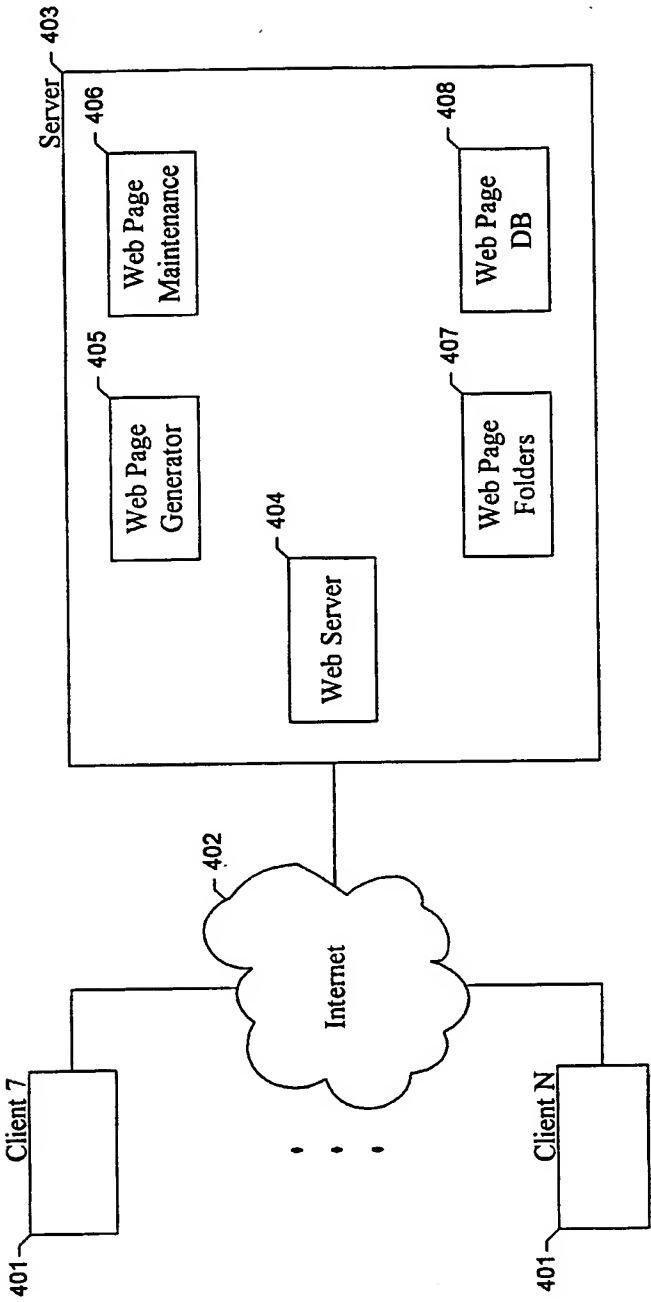 Client 7
401
Client N
401
402
Internet
Server
403
Web Server
404
Web Page
Generator
405
Web Page
Maintenance
406
Web Page
Folders
407
Web Page
DB
408